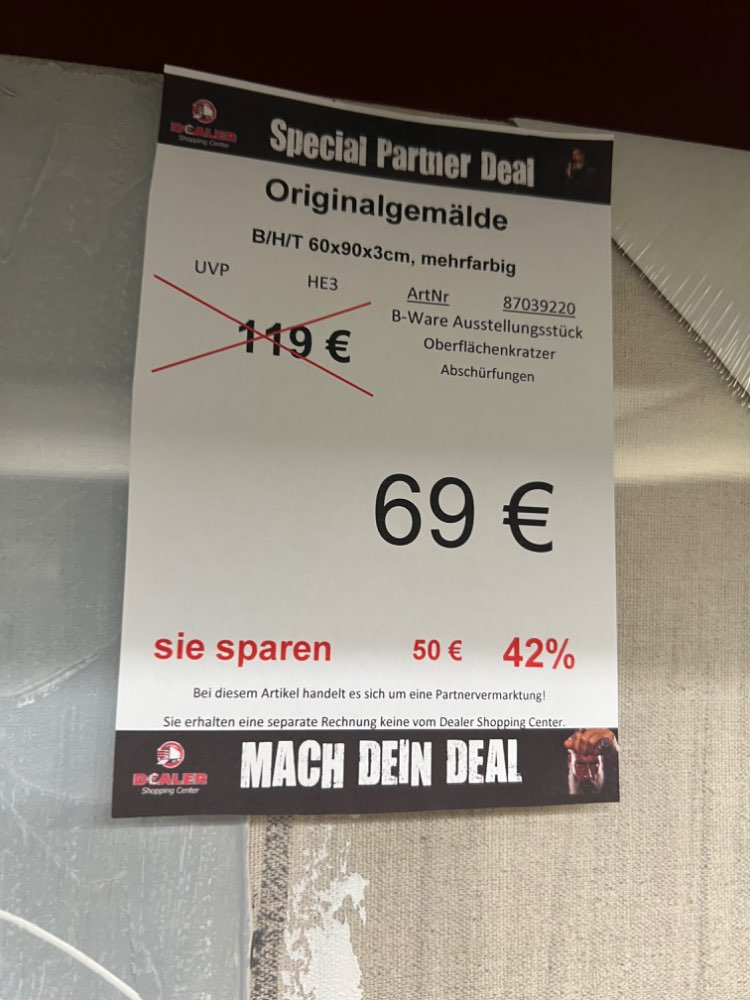 DEALER
Shopping Center
Special Partner Deal
Originalgemälde
B/H/T 60x90x3cm, mehrfarbig
UVP HE3 ArtNr 87039220
119 € B-Ware Ausstellungsstück
Oberflächenkratzer
Abschürfungen
69 €
sie sparen 50 € 42%
Bei diesem Artikel handelt es sich um eine Partnervermarktung!
Sie erhalten eine separate Rechnung keine vom Dealer Shopping Center.
DEALER
Shopping Center
MACH DEIN DEAL